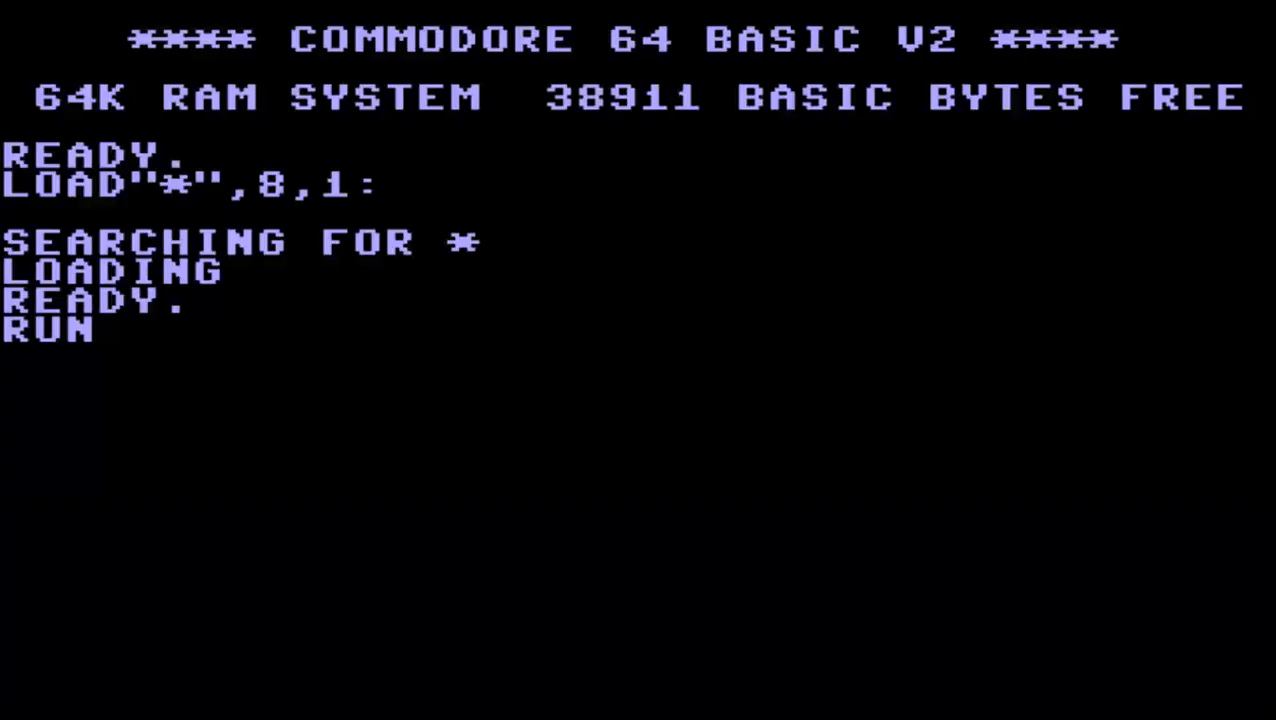 **** COMMODORE 64 BASIC V2 ****
64K RAM SYSTEM  38911 BASIC BYTES FREE
READY.
LOAD"*",8,1:
SEARCHING FOR *
LOADING
READY.
RUN